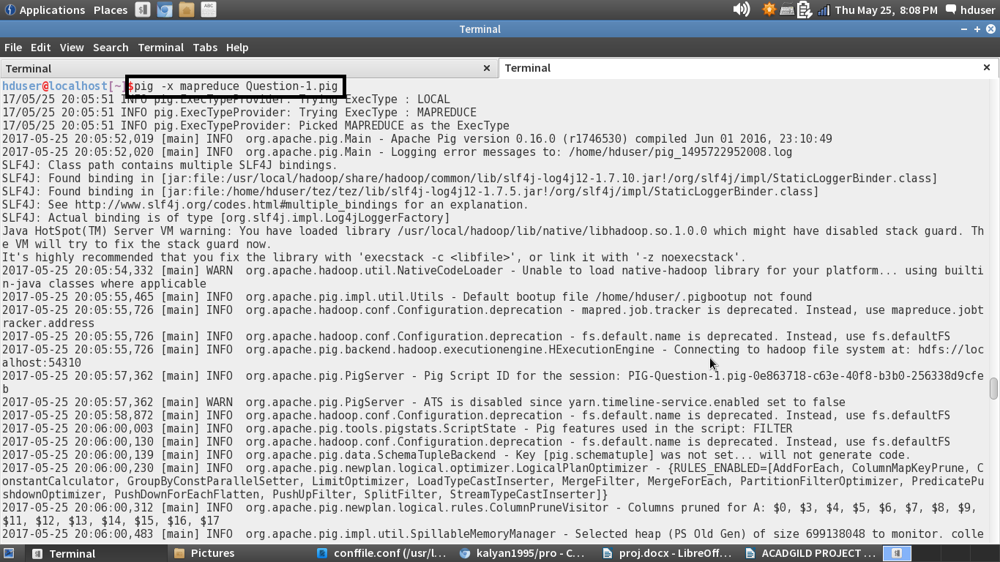 Applications Places ABC Thu May 25, 8:08 PM hduser
Terminal
File Edit View Search Terminal Tabs Help
Terminal × Terminal ×
hduser@localhost[~]$pig -x mapreduce Question-1.pig
17/05/25 20:05:51 INFO pig.ExecTypeProvider: Trying ExecType : LOCAL
17/05/25 20:05:51 INFO pig.ExecTypeProvider: Trying ExecType : MAPREDUCE
17/05/25 20:05:51 INFO pig.ExecTypeProvider: Picked MAPREDUCE as the ExecType
2017-05-25 20:05:52,019 [main] INFO  org.apache.pig.Main - Apache Pig version 0.16.0 (r1746530) compiled Jun 01 2016, 23:10:49
2017-05-25 20:05:52,020 [main] INFO  org.apache.pig.Main - Logging error messages to: /home/hduser/pig_1495722952008.log
SLF4J: Class path contains multiple SLF4J bindings.
SLF4J: Found binding in [jar:file:/usr/local/hadoop/share/hadoop/common/lib/slf4j-log4j12-1.7.10.jar!/org/slf4j/impl/StaticLoggerBinder.class]
SLF4J: Found binding in [jar:file:/home/hduser/tez/tez/lib/slf4j-log4j12-1.7.5.jar!/org/slf4j/impl/StaticLoggerBinder.class]
SLF4J: See http://www.slf4j.org/codes.html#multiple_bindings for an explanation.
SLF4J: Actual binding is of type [org.slf4j.impl.Log4jLoggerFactory]
Java HotSpot(TM) Server VM warning: You have loaded library /usr/local/hadoop/lib/native/libhadoop.so.1.0.0 which might have disabled stack guard. Th
e VM will try to fix the stack guard now.
It's highly recommended that you fix the library with 'execstack -c <libfile>', or link it with '-z noexecstack'.
2017-05-25 20:05:54,332 [main] WARN  org.apache.hadoop.util.NativeCodeLoader - Unable to load native-hadoop library for your platform... using builti
n-java classes where applicable
2017-05-25 20:05:55,465 [main] INFO  org.apache.pig.impl.util.Utils - Default bootup file /home/hduser/.pigbootup not found
2017-05-25 20:05:55,726 [main] INFO  org.apache.hadoop.conf.Configuration.deprecation - mapred.job.tracker is deprecated. Instead, use mapreduce.jobt
racker.address
2017-05-25 20:05:55,726 [main] INFO  org.apache.hadoop.conf.Configuration.deprecation - fs.default.name is deprecated. Instead, use fs.defaultFS
2017-05-25 20:05:55,726 [main] INFO  org.apache.pig.backend.hadoop.executionengine.HExecutionEngine - Connecting to hadoop file system at: hdfs://loc
alhost:54310
2017-05-25 20:05:57,362 [main] INFO  org.apache.pig.PigServer - Pig Script ID for the session: PIG-Question-1.pig-0e863718-c63e-40f8-b3b0-256338d9cfe
b
2017-05-25 20:05:57,362 [main] WARN  org.apache.pig.PigServer - ATS is disabled since yarn.timeline-service.enabled set to false
2017-05-25 20:05:58,872 [main] INFO  org.apache.hadoop.conf.Configuration.deprecation - fs.default.name is deprecated. Instead, use fs.defaultFS
2017-05-25 20:06:00,003 [main] INFO  org.apache.pig.tools.pigstats.ScriptState - Pig features used in the script: FILTER
2017-05-25 20:06:00,130 [main] INFO  org.apache.hadoop.conf.Configuration.deprecation - fs.default.name is deprecated. Instead, use fs.defaultFS
2017-05-25 20:06:00,139 [main] INFO  org.apache.pig.data.SchemaTupleBackend - Key [pig.schematuple] was not set... will not generate code.
2017-05-25 20:06:00,230 [main] INFO  org.apache.pig.newplan.logical.optimizer.LogicalPlanOptimizer - {RULES_ENABLED=[AddForEach, ColumnMapKeyPrune, C
onstantCalculator, GroupByConstParallelSetter, LimitOptimizer, LoadTypeCastInserter, MergeFilter, MergeForEach, PartitionFilterOptimizer, PredicatePu
shdownOptimizer, PushDownForEachFlatten, PushUpFilter, SplitFilter, StreamTypeCastInserter]}
2017-05-25 20:06:00,312 [main] INFO  org.apache.pig.newplan.logical.rules.ColumnPruneVisitor - Columns pruned for A: $0, $3, $4, $5, $6, $7, $8, $9,
$11, $12, $13, $14, $15, $16, $17
2017-05-25 20:06:00,483 [main] INFO  org.apache.pig.impl.util.SpillableMemoryManager - Selected heap (PS Old Gen) of size 699138048 to monitor. colle
Terminal Pictures conffile.conf (/usr/l... kalyan1995/pro - C... proj.docx - LibreOff... ACADGILD PROJECT ...